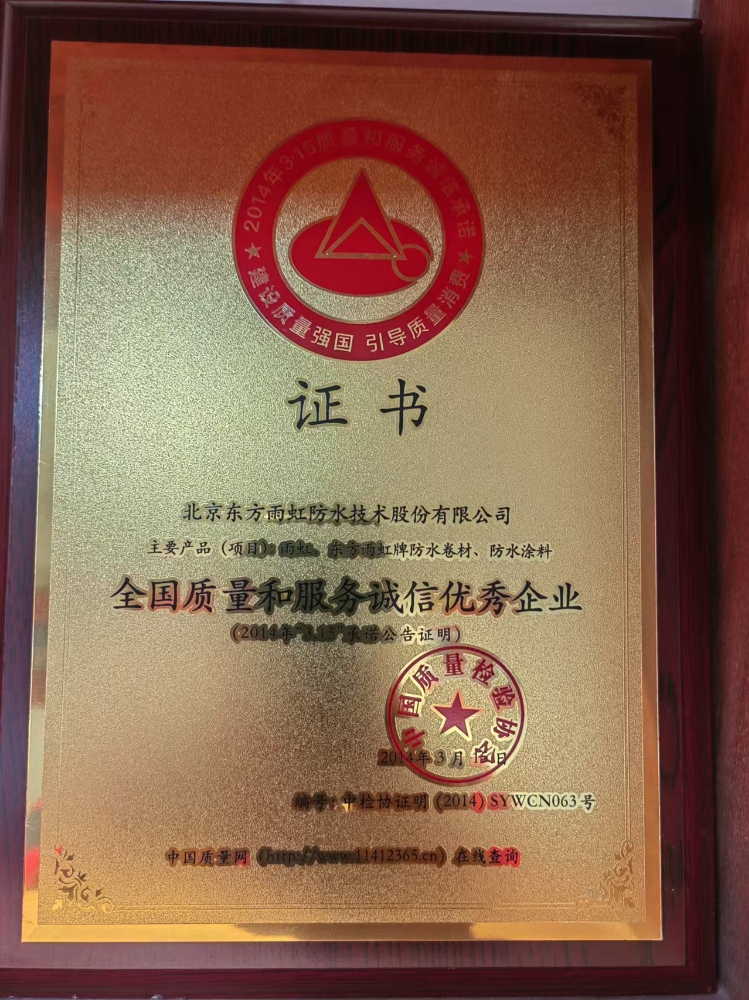 2014年3·15质量和服务诚信承诺
★ 建设质量强国 引导质量消费 ★
证书
北京东方雨虹防水技术股份有限公司
主要产品（项目）：雨虹、东方雨虹牌防水卷材、防水涂料
全国质量和服务诚信优秀企业
(2014年"3.15"承诺公告证明)
中国质量检验协会
2014年3月 日
编号：中检协证明 (2014) SYWCN063号
中国质量网（http://www.11412365.cn）在线查询